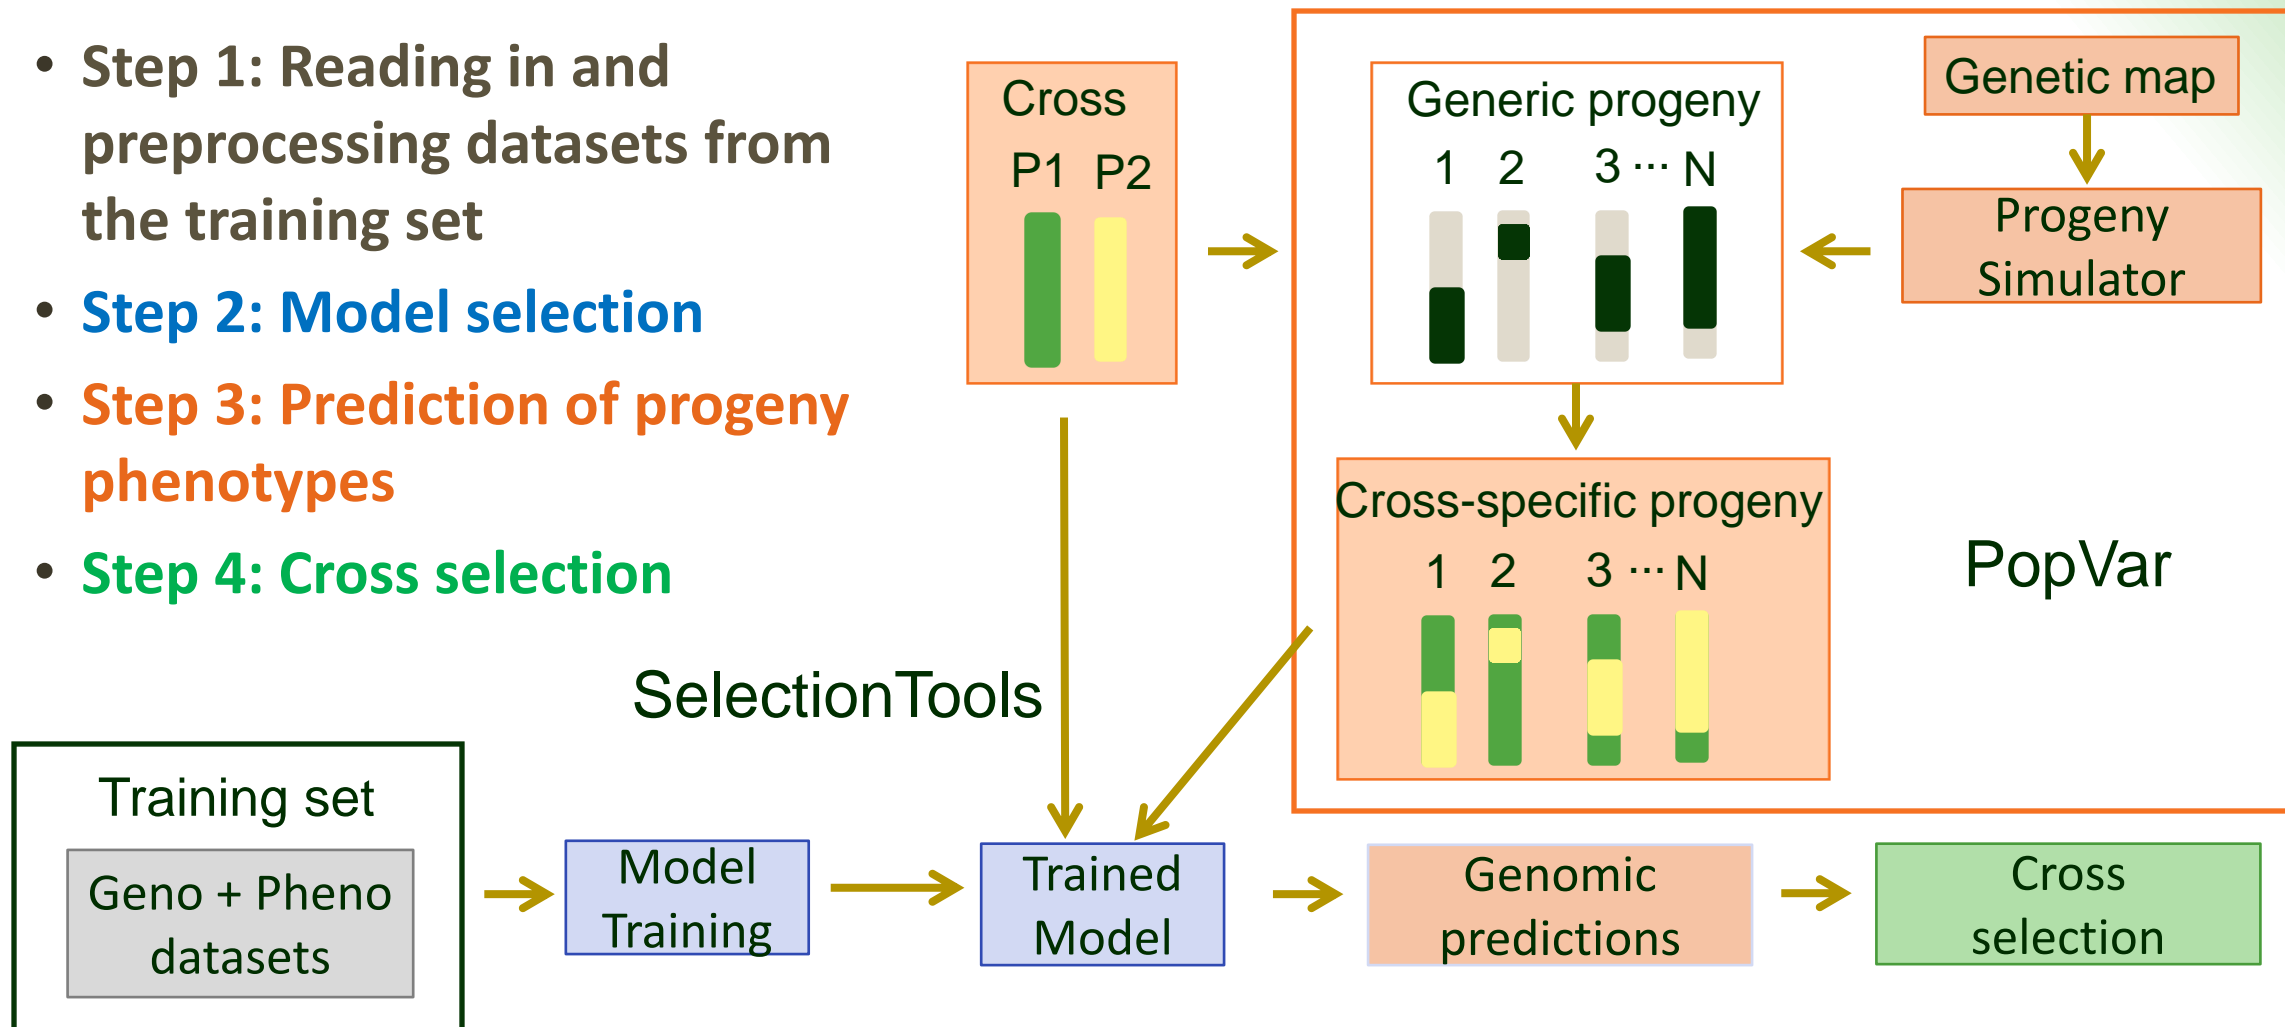 • Step 1: Reading in and
preprocessing datasets from
the training set
• Step 2: Model selection
• Step 3: Prediction of progeny
phenotypes
• Step 4: Cross selection
Cross
P1 P2
Generic progeny
1 2 3 ··· N
Genetic map
Progeny
Simulator
Cross-specific progeny
1 2 3 ··· N
PopVar
SelectionTools
Training set
Geno + Pheno
datasets
Model
Training
Trained
Model
Genomic
predictions
Cross
selection